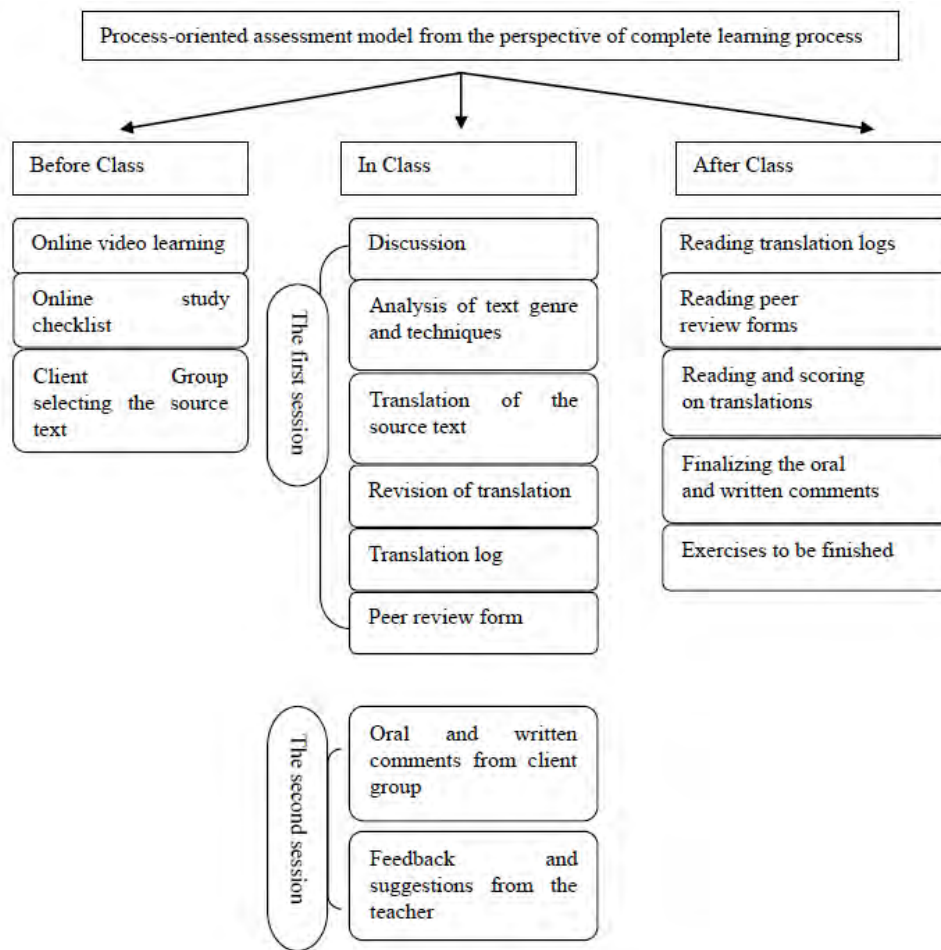 Process-oriented assessment model from the perspective of complete learning process
Before Class
Online video learning
Online study
checklist
Client Group
selecting the source
text
In Class
The first session
Discussion
Analysis of text genre
and techniques
Translation of the
source text
Revision of translation
Translation log
Peer review form
The second session
Oral and written
comments from client
group
Feedback and
suggestions from the
teacher
After Class
Reading translation logs
Reading peer
review forms
Reading and scoring
on translations
Finalizing the oral
and written comments
Exercises to be finished